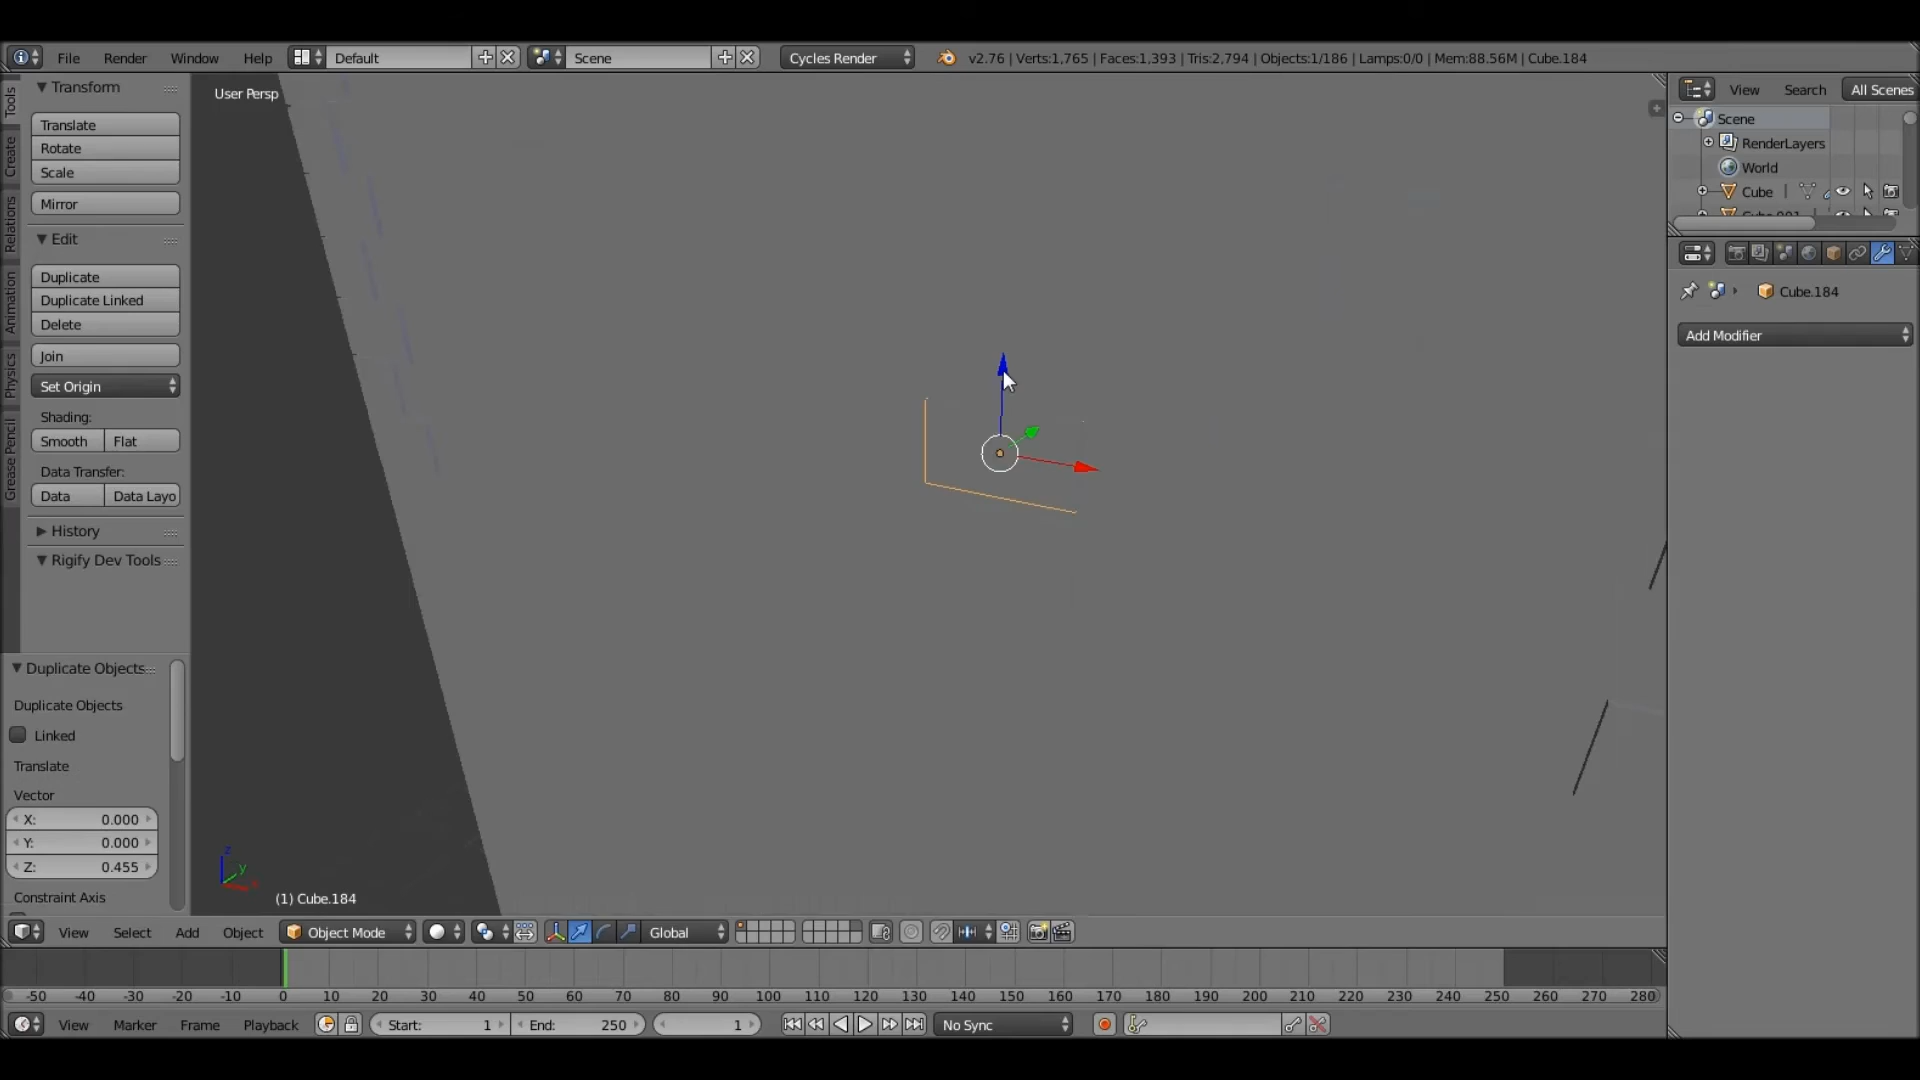 File Render Window Help Default Scene Cycles Render v2.76 | Verts:1,765 | Faces:1,393 | Tris:2,794 | Objects:1/186 | Lamps:0/0 | Mem:88.56M | Cube.184
Tools
Create
Relations
Animation
Physics
Grease Pencil
Transform
Translate
Rotate
Scale
Mirror
Edit
Duplicate
Duplicate Linked
Delete
Join
Set Origin
Shading:
Smooth Flat
Data Transfer:
Data Data Layo
History
Rigify Dev Tools
Duplicate Objects
Duplicate Objects
Linked
Translate
Vector
X: 0.000
Y: 0.000
Z: 0.455
Constraint Axis
User Persp
z
y
x
(1) Cube.184
View Search All Scenes
Scene
RenderLayers
World
Cube
Cube.184
Add Modifier
View Select Add Object Object Mode Global
-50 -40 -30 -20 -10 0 10 20 30 40 50 60 70 80 90 100 110 120 130 140 150 160 170 180 190 200 210 220 230 240 250 260 270 280
View Marker Frame Playback Start: 1 End: 250 1 No Sync